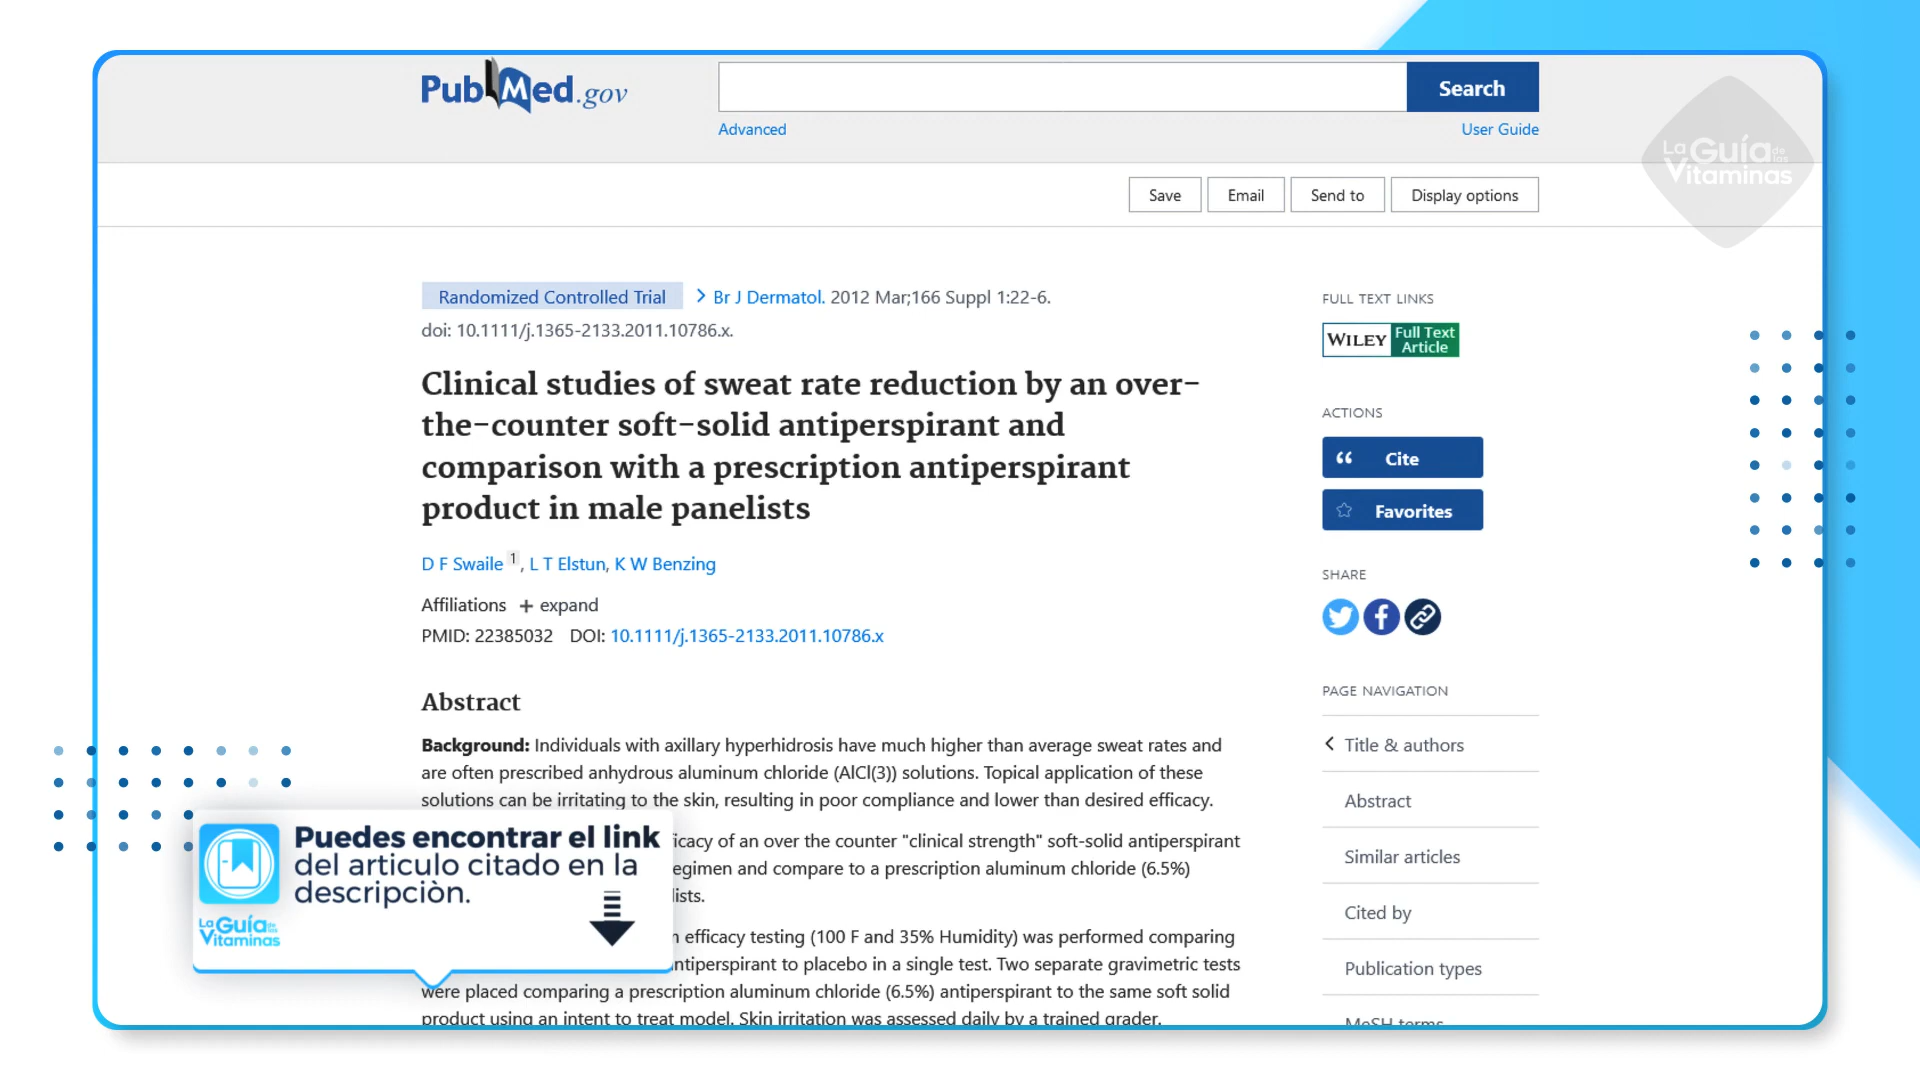 PubMed.gov
Search
Advanced
User Guide
La Guía de las Vitaminas
Save
Email
Send to
Display options
Randomized Controlled Trial
Br J Dermatol. 2012 Mar;166 Suppl 1:22-6.
doi: 10.1111/j.1365-2133.2011.10786.x.
Clinical studies of sweat rate reduction by an over-
the-counter soft-solid antiperspirant and
comparison with a prescription antiperspirant
product in male panelists
D F Swaile 1, L T Elstun, K W Benzing
Affiliations + expand
PMID: 22385032 DOI: 10.1111/j.1365-2133.2011.10786.x
Abstract
Background: Individuals with axillary hyperhidrosis have much higher than average sweat rates and
are often prescribed anhydrous aluminum chloride (AlCl(3)) solutions. Topical application of these
solutions can be irritating to the skin, resulting in poor compliance and lower than desired efficacy.
icacy of an over the counter "clinical strength" soft-solid antiperspirant
egimen and compare to a prescription aluminum chloride (6.5%)
lists.
n efficacy testing (100 F and 35% Humidity) was performed comparing
ntiperspirant to placebo in a single test. Two separate gravimetric tests
were placed comparing a prescription aluminum chloride (6.5%) antiperspirant to the same soft solid
product using an intent to treat model. Skin irritation was assessed daily by a trained grader.
Puedes encontrar el link
del articulo citado en la
descripciòn.
La Guía de las
Vitaminas
FULL TEXT LINKS
WILEY Full Text
Article
ACTIONS
Cite
Favorites
SHARE
PAGE NAVIGATION
Title & authors
Abstract
Similar articles
Cited by
Publication types
MeSH terms